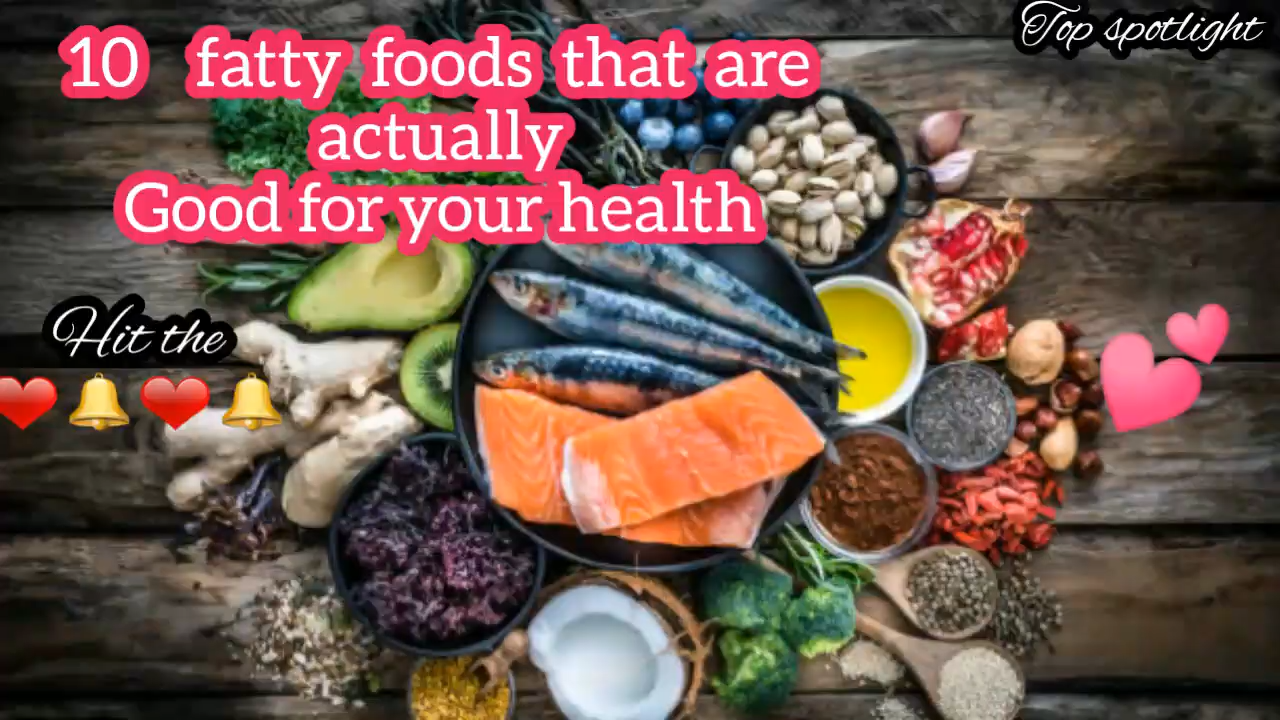 Top spotlight
10 fatty foods that are
actually
Good for your health
Hit the